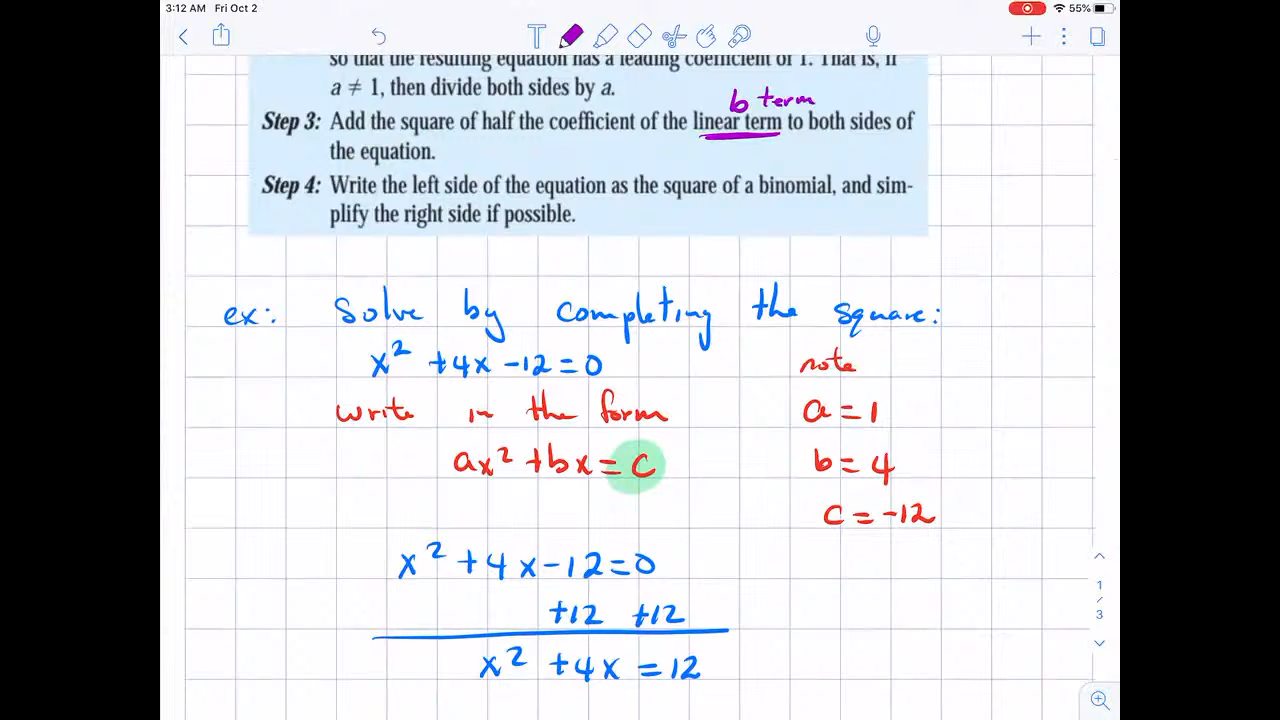 3:12 AM Fri Oct 2
55%
so that the resulting equation has a leading coefficient of 1. That is, if
a ≠ 1, then divide both sides by a.
b term
Step 3: Add the square of half the coefficient of the linear term to both sides of
the equation.
Step 4: Write the left side of the equation as the square of a binomial, and sim-
plify the right side if possible.
ex: Solve by completing the square:
x² +4x -12=0
note
write in the form
a=1
ax² +bx=c
b=4
c=-12
x² +4x-12=0
+12 +12
x² +4x =12
1
/
3